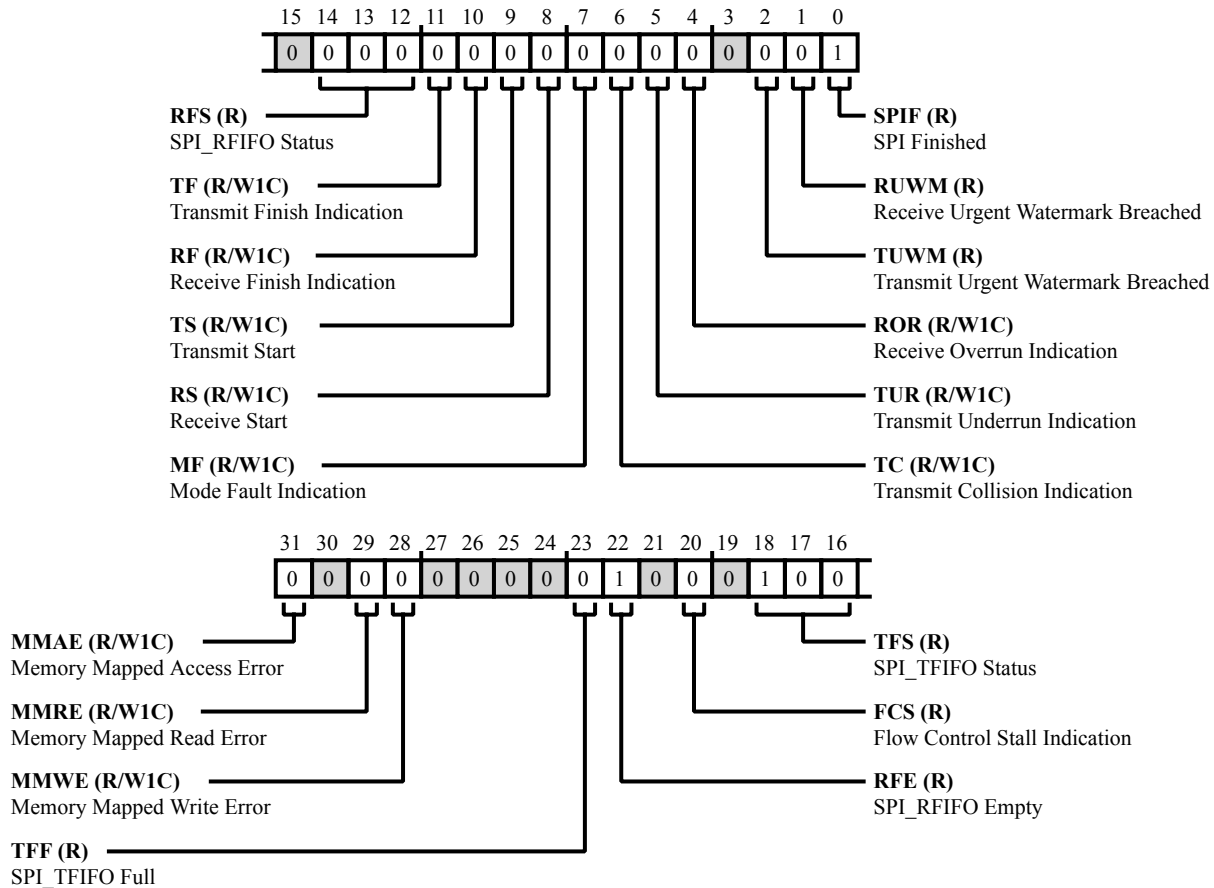 15 14 13 12 11 10 9 8 7 6 5 4 3 2 1 0
0 0 0 0 0 0 0 0 0 0 0 0 0 0 0 1
RFS (R)
SPI_RFIFO Status
TF (R/W1C)
Transmit Finish Indication
RF (R/W1C)
Receive Finish Indication
TS (R/W1C)
Transmit Start
RS (R/W1C)
Receive Start
MF (R/W1C)
Mode Fault Indication
SPIF (R)
SPI Finished
RUWM (R)
Receive Urgent Watermark Breached
TUWM (R)
Transmit Urgent Watermark Breached
ROR (R/W1C)
Receive Overrun Indication
TUR (R/W1C)
Transmit Underrun Indication
TC (R/W1C)
Transmit Collision Indication
31 30 29 28 27 26 25 24 23 22 21 20 19 18 17 16
0 0 0 0 0 0 0 0 0 1 0 0 0 1 0 0
MMAE (R/W1C)
Memory Mapped Access Error
MMRE (R/W1C)
Memory Mapped Read Error
MMWE (R/W1C)
Memory Mapped Write Error
TFF (R)
SPI_TFIFO Full
TFS (R)
SPI_TFIFO Status
FCS (R)
Flow Control Stall Indication
RFE (R)
SPI_RFIFO Empty